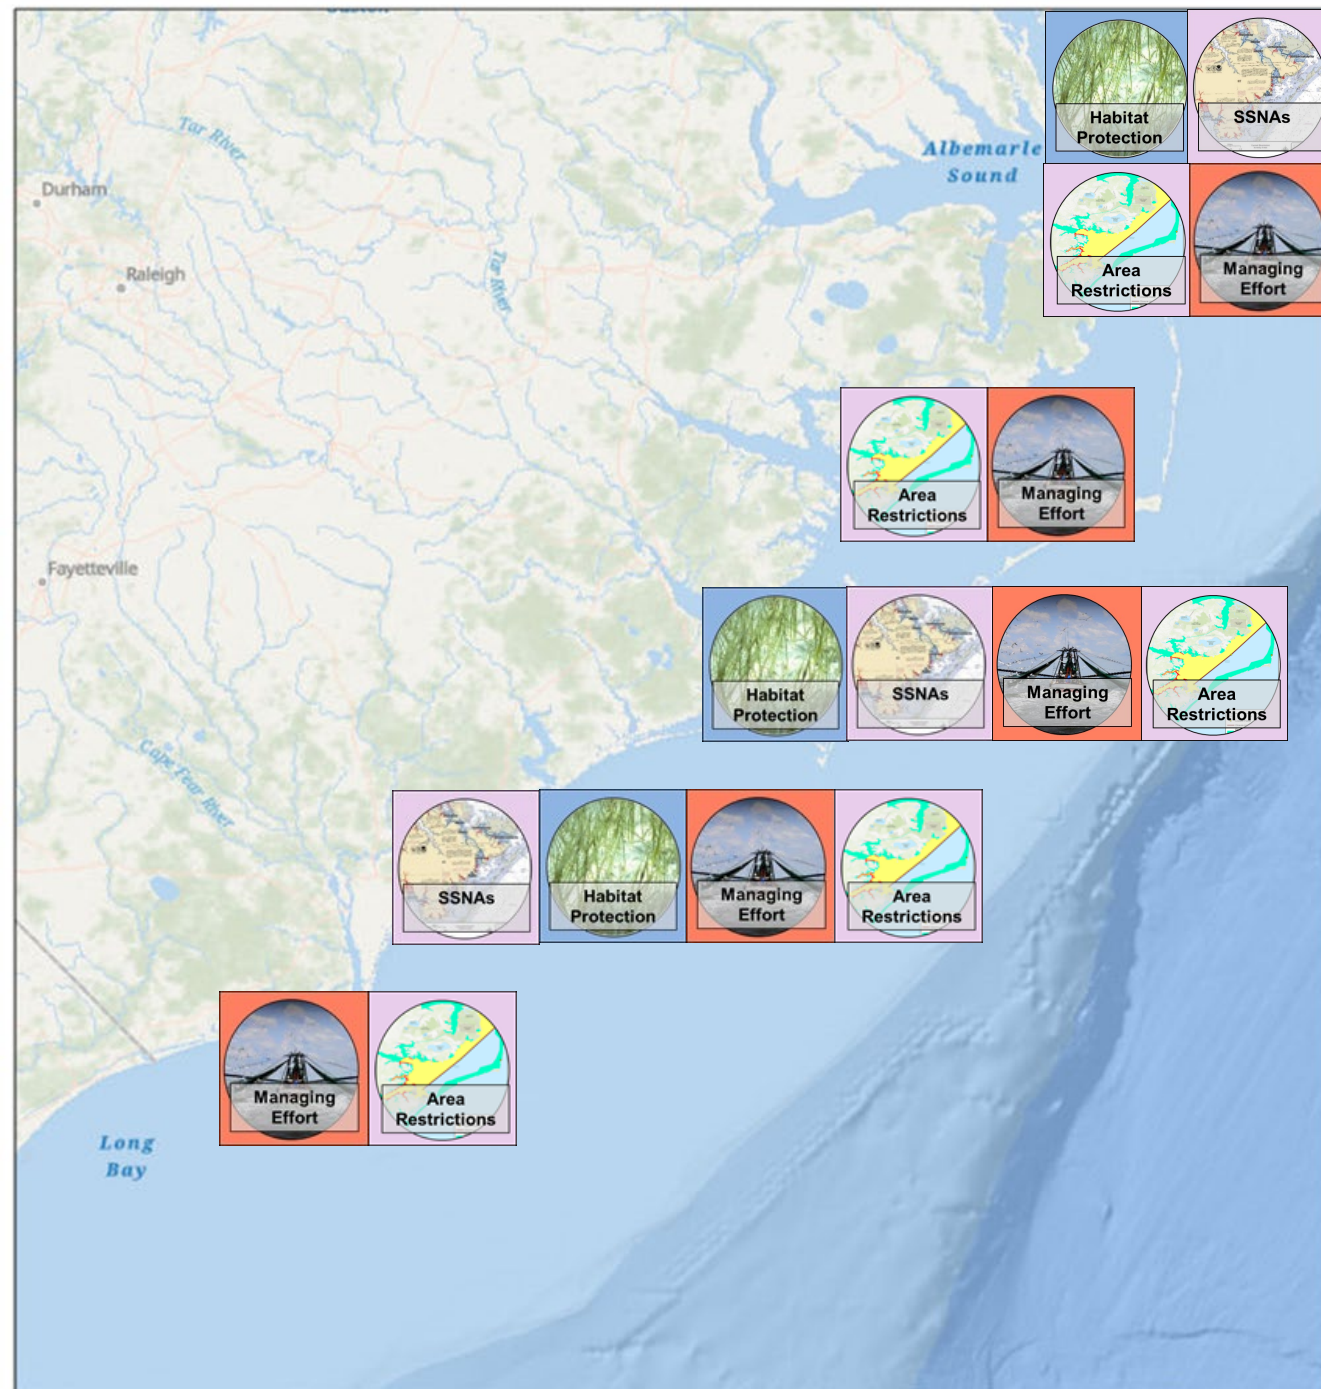 Habitat
Protection
SSNAs
Tar River
Albemarle
Sound
Durham
Area
Restrictions
Managing
Effort
Raleigh
Tar River
Area
Restrictions
Managing
Effort
Fayetteville
Habitat
Protection
SSNAs
Managing
Effort
Area
Restrictions
Cape Fear River
SSNAs
Habitat
Protection
Managing
Effort
Area
Restrictions
Managing
Effort
Area
Restrictions
Long
Bay